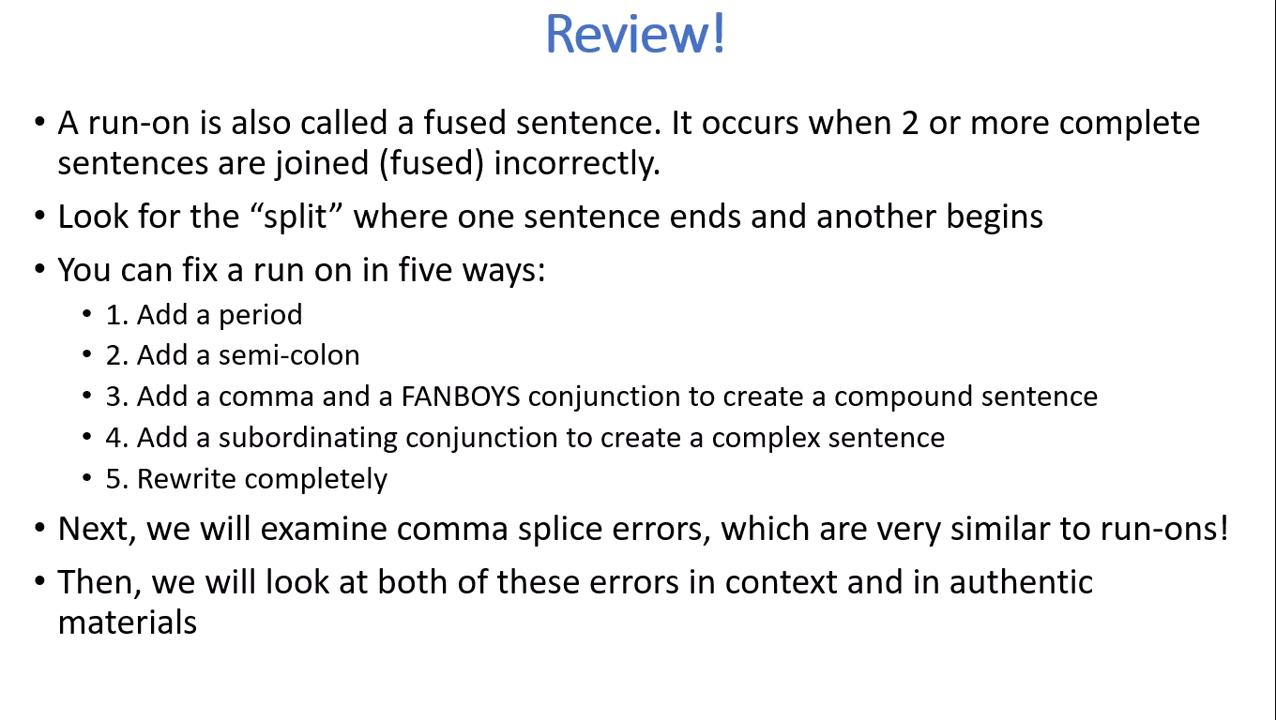 Review!
• A run-on is also called a fused sentence. It occurs when 2 or more complete
sentences are joined (fused) incorrectly.
• Look for the “split” where one sentence ends and another begins
• You can fix a run on in five ways:
• 1. Add a period
• 2. Add a semi-colon
• 3. Add a comma and a FANBOYS conjunction to create a compound sentence
• 4. Add a subordinating conjunction to create a complex sentence
• 5. Rewrite completely
• Next, we will examine comma splice errors, which are very similar to run-ons!
• Then, we will look at both of these errors in context and in authentic
materials